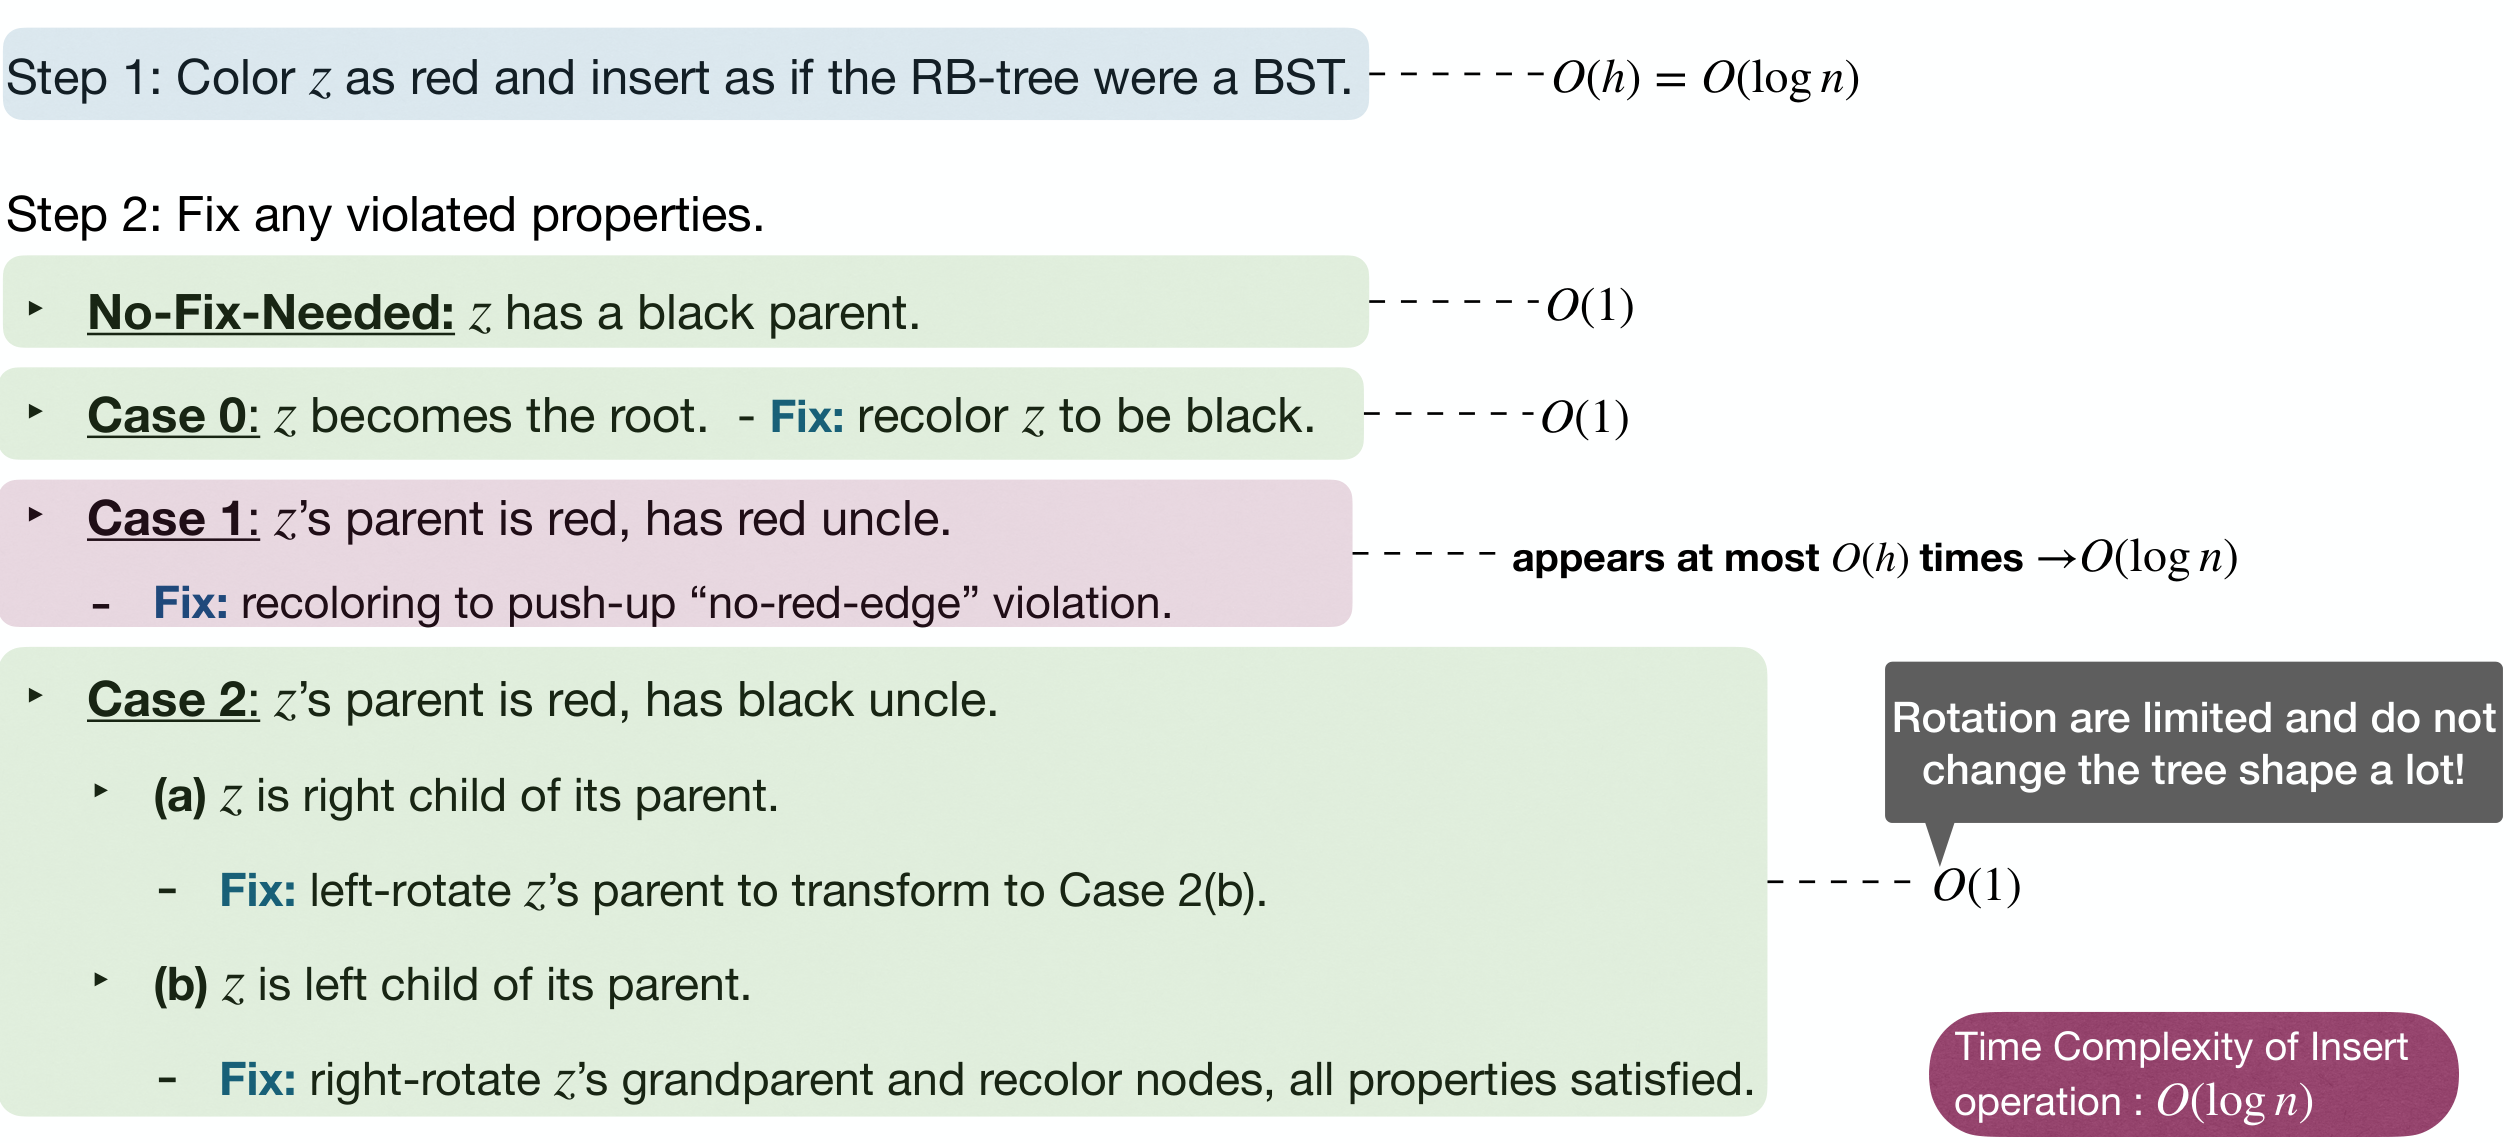 Step 1: Color z as red and insert as if the RB-tree were a BST. O(h) = O(log n)
Step 2: Fix any violated properties.
▸ No-Fix-Needed: z has a black parent. O(1)
▸ Case 0: z becomes the root. - Fix: recolor z to be black. O(1)
▸ Case 1: z’s parent is red, has red uncle.
appears at most O(h) times →O(log n)
- Fix: recoloring to push-up “no-red-edge” violation.
▸ Case 2: z’s parent is red, has black uncle.
Rotation are limited and do not
change the tree shape a lot!
▸ (a) z is right child of its parent.
- Fix: left-rotate z’s parent to transform to Case 2(b). O(1)
▸ (b) z is left child of its parent.
- Fix: right-rotate z’s grandparent and recolor nodes, all properties satisfied.
Time Complexity of Insert
operation : O(log n)